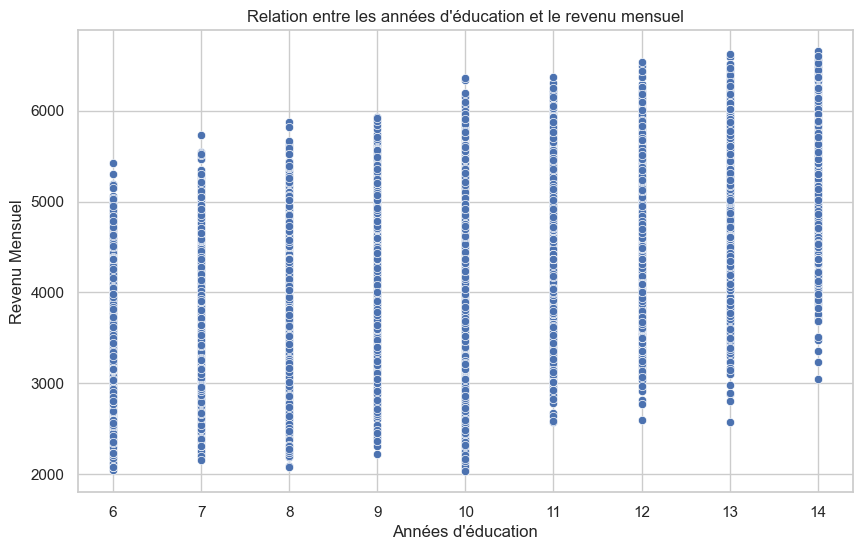 Relation entre les années d'éducation et le revenu mensuel
Revenu Mensuel
6000
5000
4000
3000
2000
6 7 8 9 10 11 12 13 14
Années d'éducation